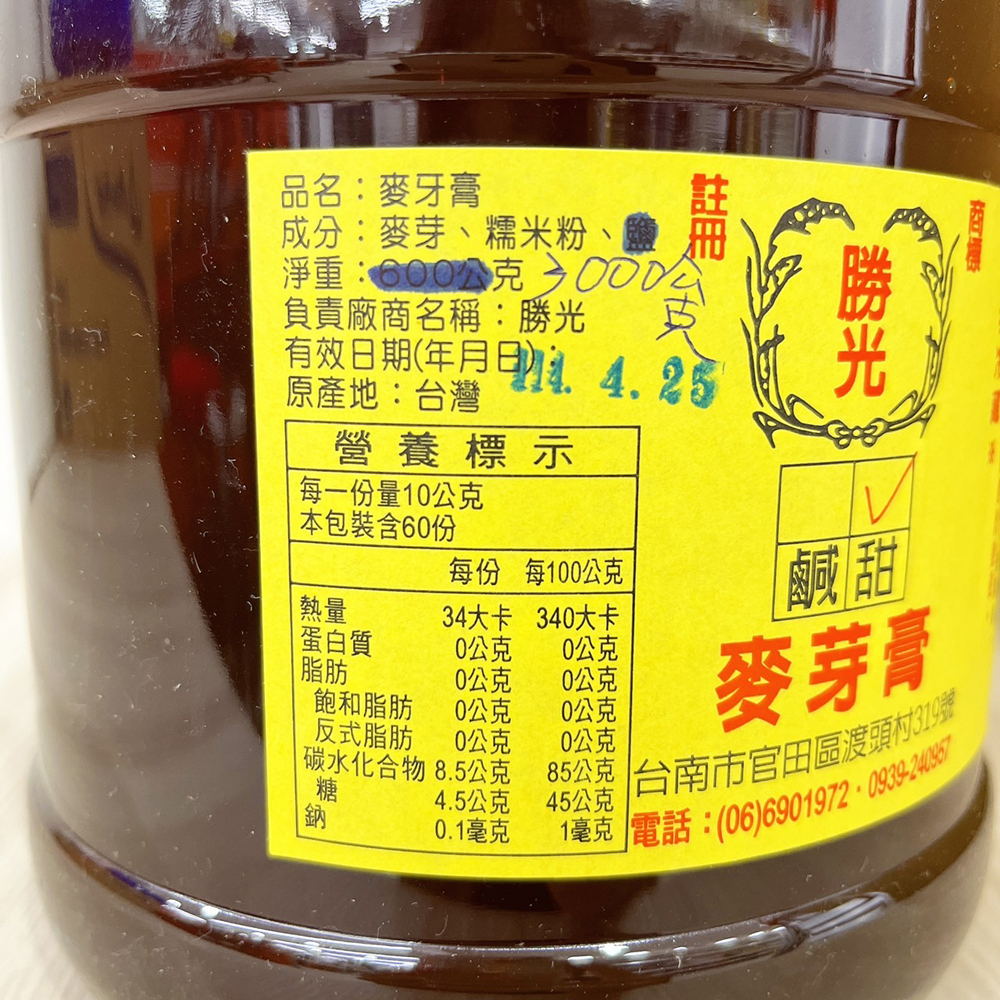 品名：麥牙膏
成分：麥芽、糯米粉、鹽
淨重：600公克 3000公克
負責廠商名稱：勝光
有效日期(年月日)：111. 4. 25
原產地：台灣
營養標示
每一份量10公克
本包裝含60份
每份 每100公克
熱量 34大卡 340大卡
蛋白質 0公克 0公克
脂肪 0公克 0公克
飽和脂肪 0公克 0公克
反式脂肪 0公克 0公克
碳水化合物 8.5公克 85公克
糖 4.5公克 45公克
鈉 0.1毫克 1毫克
註冊
商標
勝光
鹹 甜
麥芽膏
台南市官田區渡頭村319號
電話：(06)6901972．0939-240957